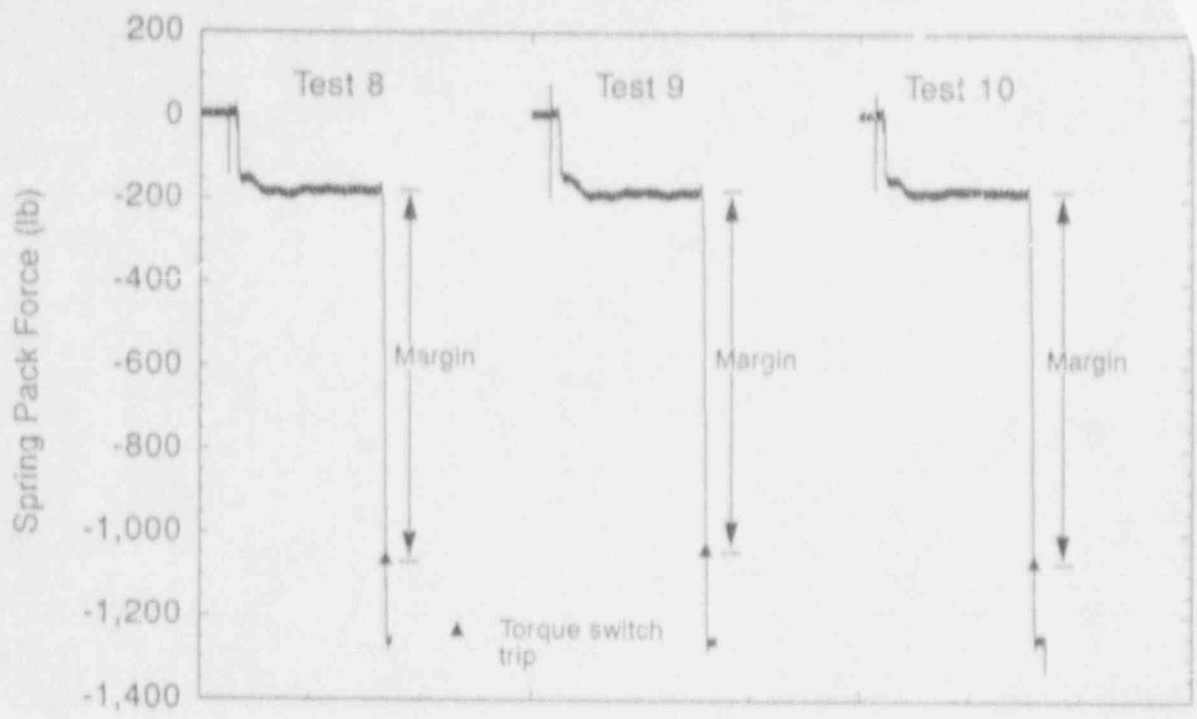 200
Test 8
Test 9
Test 10
0
-200
-400
-600
-800
-1,000
-1,200
-1,400
Spring Pack Force (lb)
Margin
Margin
Margin
Torque switch
trip